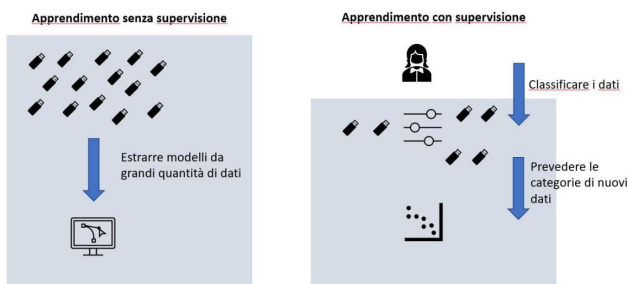 Apprendimento senza supervisione
Estrarre modelli da
grandi quantità di dati
Apprendimento con supervisione
Classificare i dati
Prevedere le
categorie di nuovi
dati